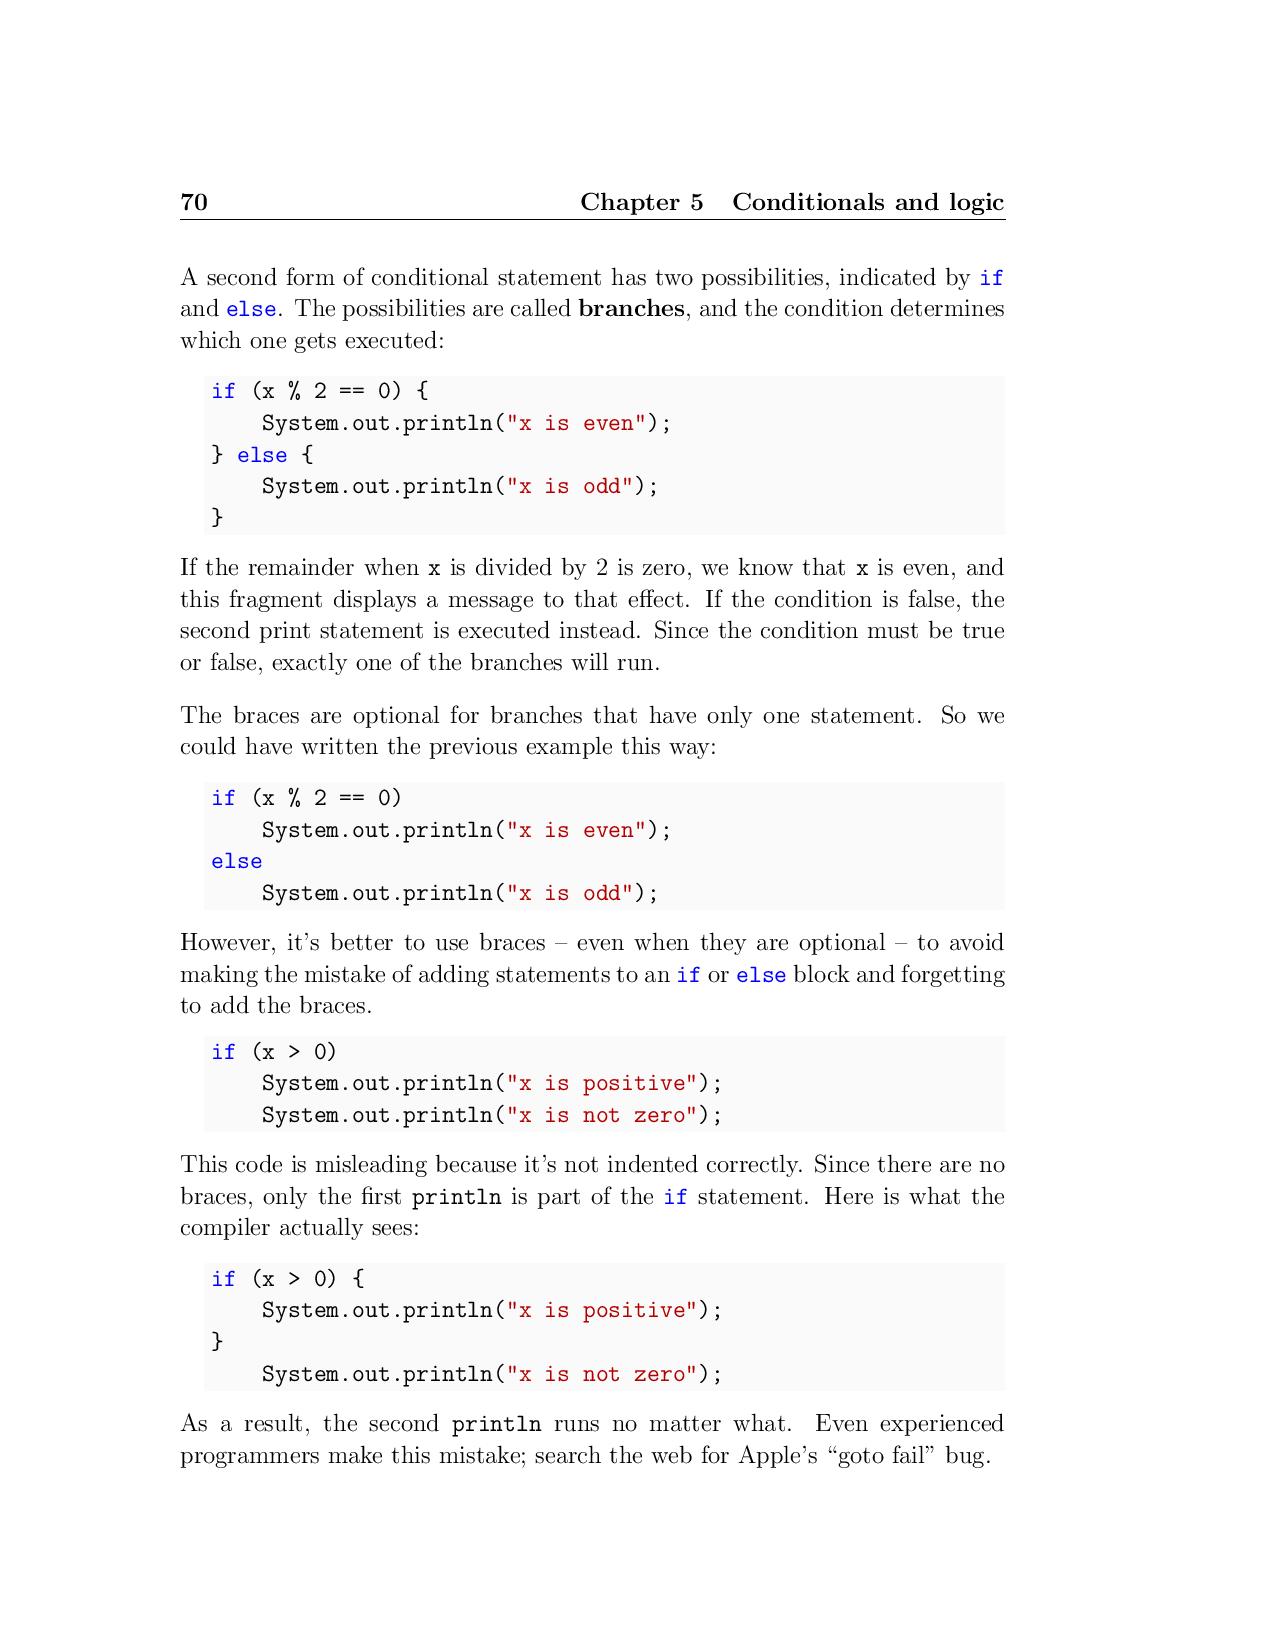 70 Chapter 5 Conditionals and logic
A second form of conditional statement has two possibilities, indicated by if
and else. The possibilities are called branches, and the condition determines
which one gets executed:
if (x % 2 == 0) {
    System.out.println("x is even");
} else {
    System.out.println("x is odd");
}
If the remainder when x is divided by 2 is zero, we know that x is even, and
this fragment displays a message to that effect. If the condition is false, the
second print statement is executed instead. Since the condition must be true
or false, exactly one of the branches will run.
The braces are optional for branches that have only one statement. So we
could have written the previous example this way:
if (x % 2 == 0)
    System.out.println("x is even");
else
    System.out.println("x is odd");
However, it's better to use braces – even when they are optional – to avoid
making the mistake of adding statements to an if or else block and forgetting
to add the braces.
if (x > 0)
    System.out.println("x is positive");
    System.out.println("x is not zero");
This code is misleading because it's not indented correctly. Since there are no
braces, only the first println is part of the if statement. Here is what the
compiler actually sees:
if (x > 0) {
    System.out.println("x is positive");
}
    System.out.println("x is not zero");
As a result, the second println runs no matter what. Even experienced
programmers make this mistake; search the web for Apple's “goto fail” bug.